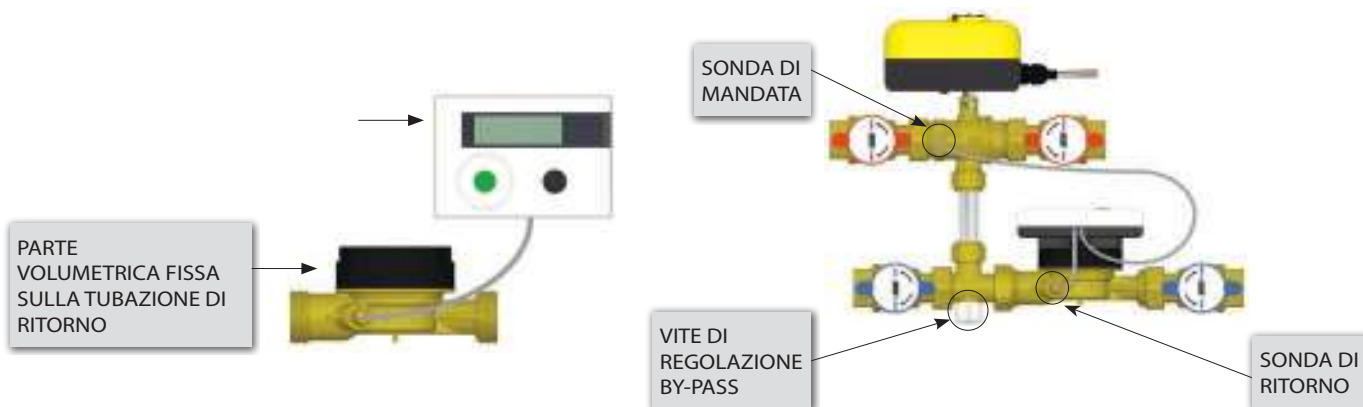 SONDA DI
MANDATA
PARTE
VOLUMETRICA FISSA
SULLA TUBAZIONE DI
RITORNO
VITE DI
REGOLAZIONE
BY-PASS
SONDA DI
RITORNO